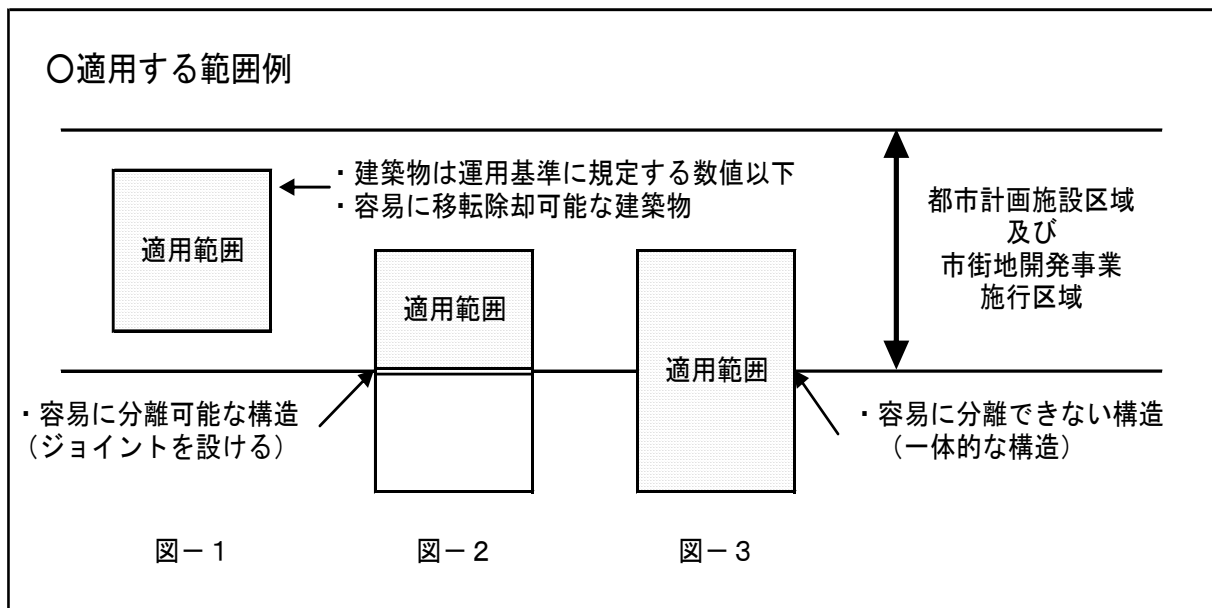 〇適用する範囲例
・建築物は運用基準に規定する数値以下
・容易に移転除却可能な建築物
適用範囲
適用範囲
適用範囲
都市計画施設区域
及び
市街地開発事業
施行区域
・容易に分離可能な構造
（ジョイントを設ける）
・容易に分離できない構造
（一体的な構造）
図－１
図－２
図－３